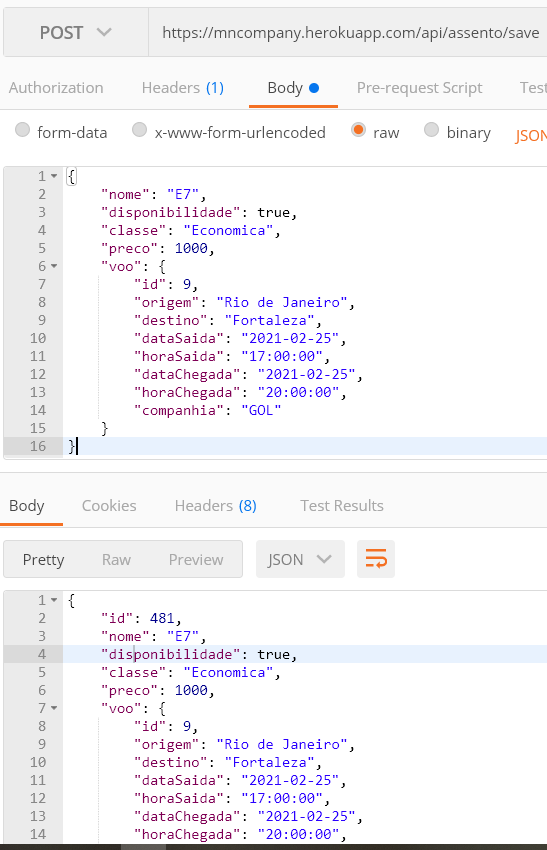 POST https://mncompany.herokuapp.com/api/assento/save
Authorization Headers (1) Body Pre-request Script Test
form-data x-www-form-urlencoded raw binary JSON
1 {
2 "nome": "E7",
3 "disponibilidade": true,
4 "classe": "Economica",
5 "preco": 1000,
6 "voo": {
7 "id": 9,
8 "origem": "Rio de Janeiro",
9 "destino": "Fortaleza",
10 "dataSaida": "2021-02-25",
11 "horaSaida": "17:00:00",
12 "dataChegada": "2021-02-25",
13 "horaChegada": "20:00:00",
14 "companhia": "GOL"
15 }
16 }
Body Cookies Headers (8) Test Results
Pretty Raw Preview JSON
1 {
2 "id": 481,
3 "nome": "E7",
4 "disponibilidade": true,
5 "classe": "Economica",
6 "preco": 1000,
7 "voo": {
8 "id": 9,
9 "origem": "Rio de Janeiro",
10 "destino": "Fortaleza",
11 "dataSaida": "2021-02-25",
12 "horaSaida": "17:00:00",
13 "dataChegada": "2021-02-25",
14 "horaChegada": "20:00:00",